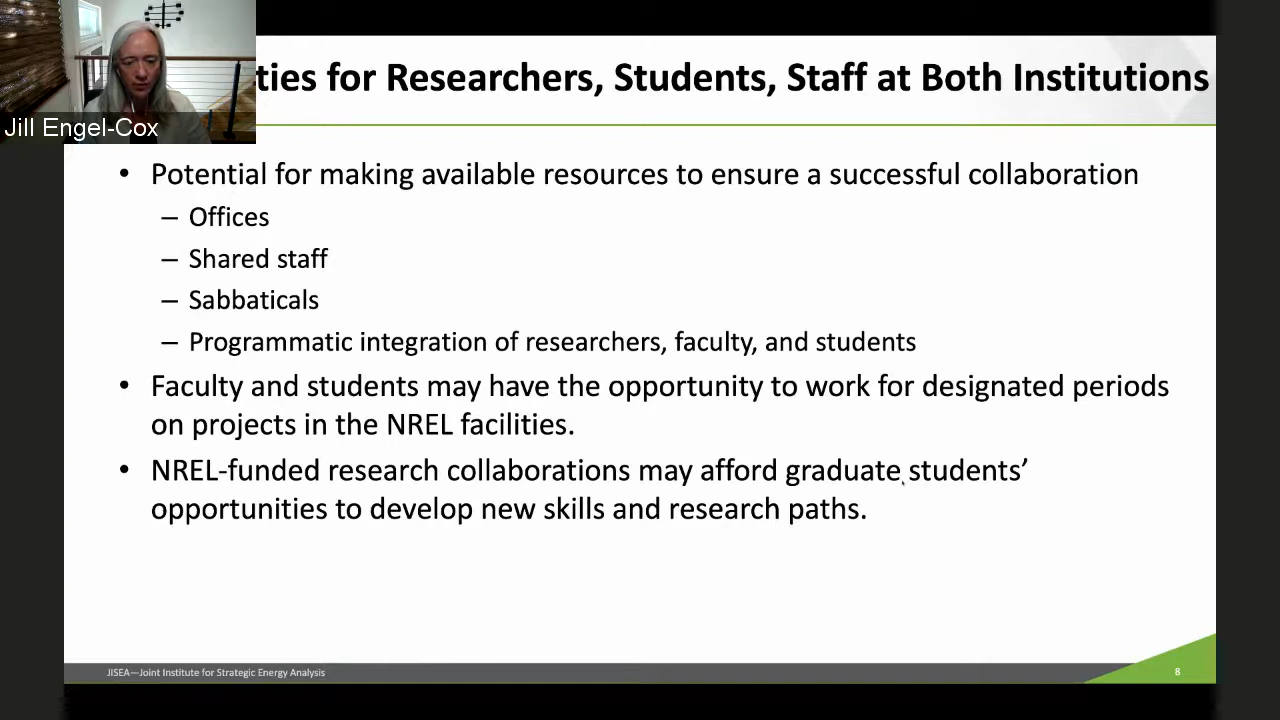 ties for Researchers, Students, Staff at Both Institutions
Jill Engel-Cox
• Potential for making available resources to ensure a successful collaboration
– Offices
– Shared staff
– Sabbaticals
– Programmatic integration of researchers, faculty, and students
• Faculty and students may have the opportunity to work for designated periods
on projects in the NREL facilities.
• NREL-funded research collaborations may afford graduate students’
opportunities to develop new skills and research paths.
JISEA—Joint Institute for Strategic Energy Analysis
8